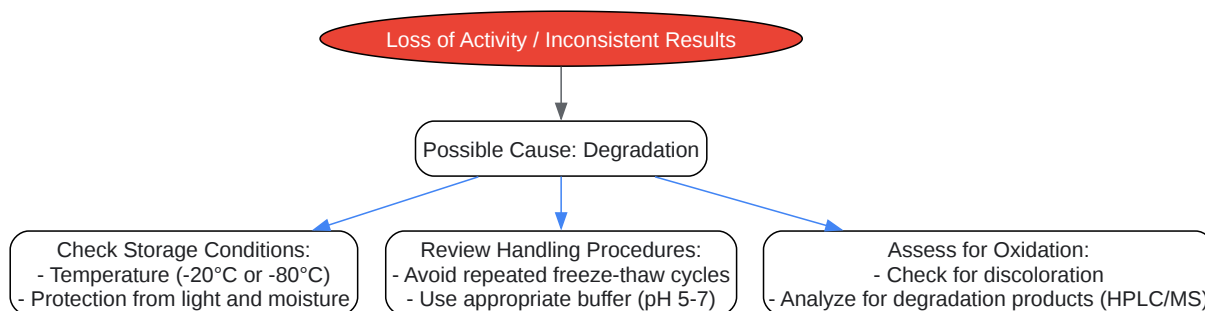 Loss of Activity / Inconsistent Results
Possible Cause: Degradation
Check Storage Conditions:
- Temperature (-20°C or -80°C)
- Protection from light and moisture
Review Handling Procedures:
- Avoid repeated freeze-thaw cycles
- Use appropriate buffer (pH 5-7)
Assess for Oxidation:
- Check for discoloration
- Analyze for degradation products (HPLC/MS)